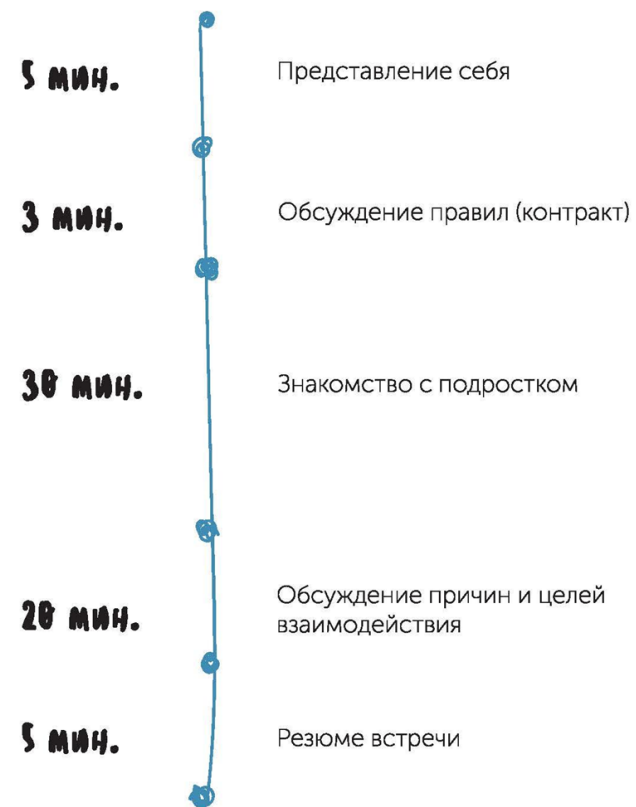 5 мин.
Представление себя
3 мин.
Обсуждение правил (контракт)
30 мин.
Знакомство с подростком
20 мин.
Обсуждение причин и целей
взаимодействия
5 мин.
Резюме встречи